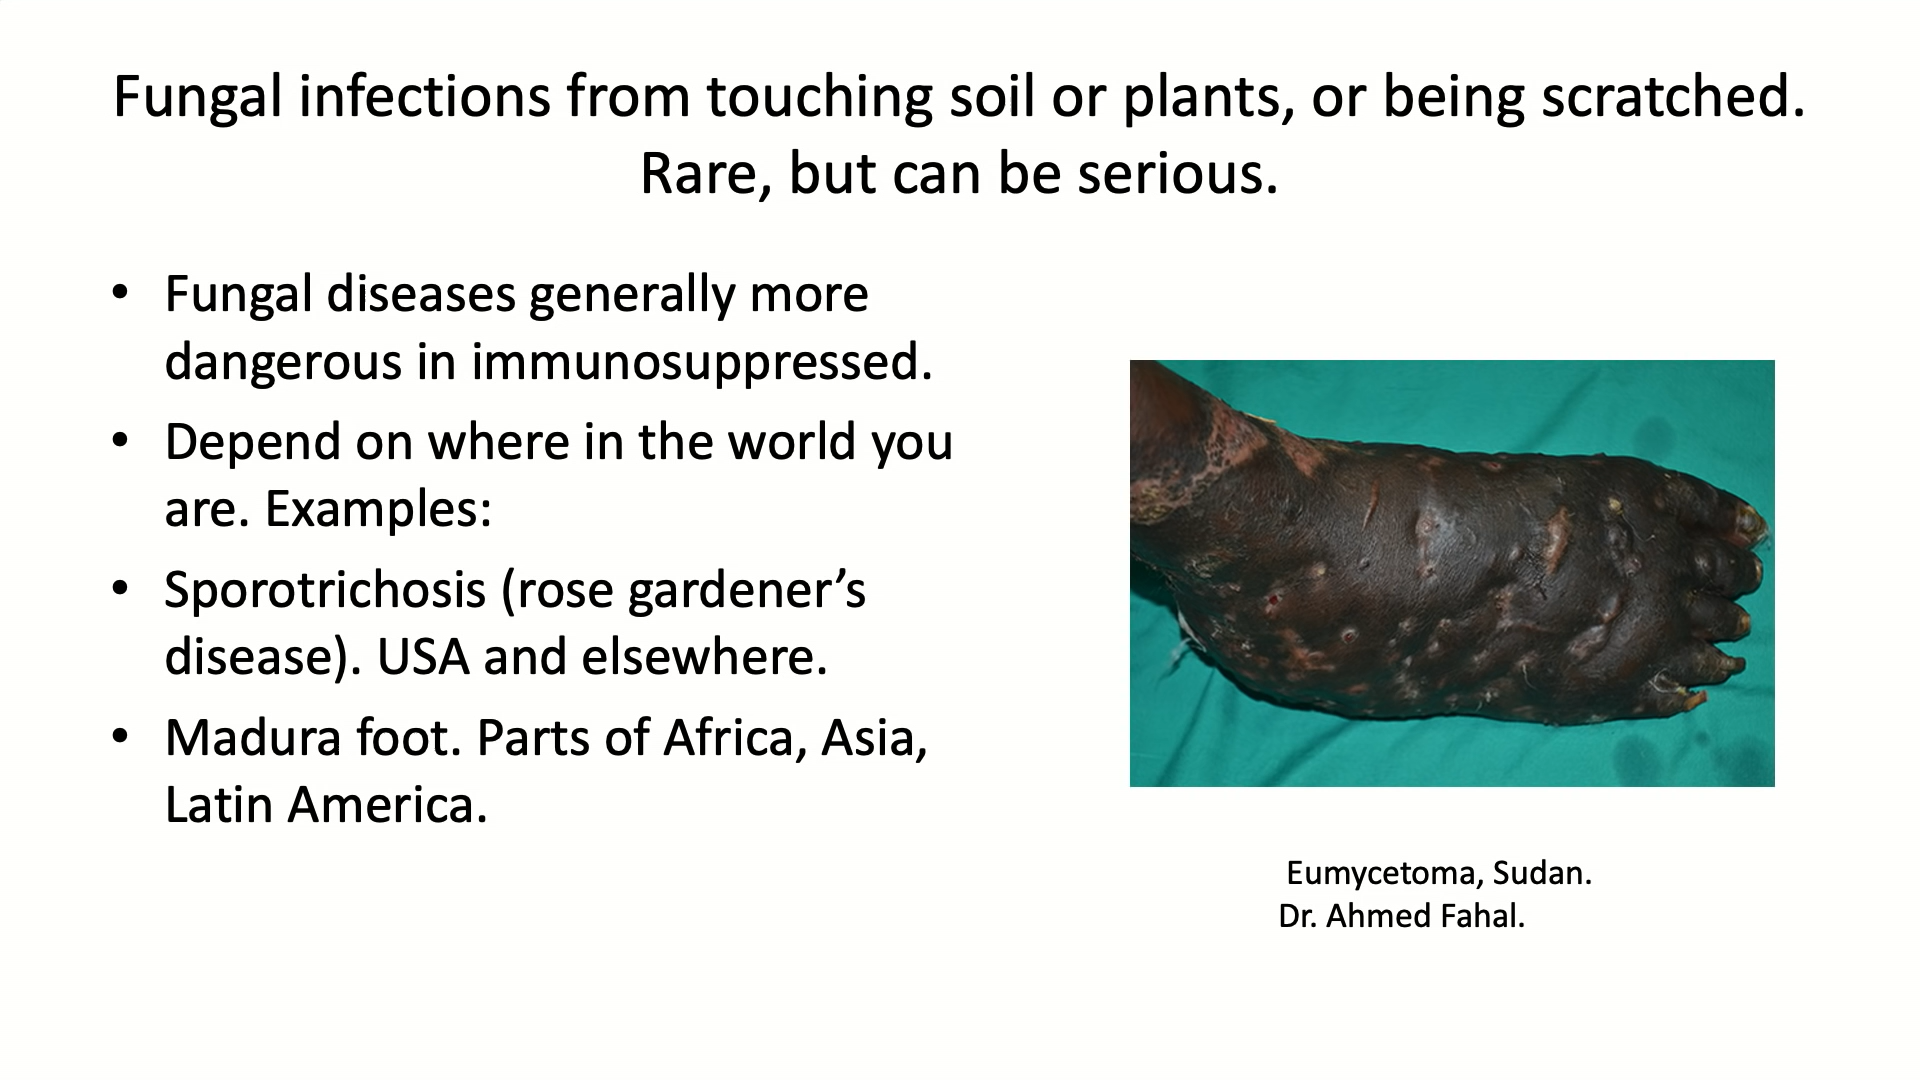 Fungal infections from touching soil or plants, or being scratched.
Rare, but can be serious.
• Fungal diseases generally more
dangerous in immunosuppressed.
• Depend on where in the world you
are. Examples:
• Sporotrichosis (rose gardener’s
disease). USA and elsewhere.
• Madura foot. Parts of Africa, Asia,
Latin America.
Eumycetoma, Sudan.
Dr. Ahmed Fahal.